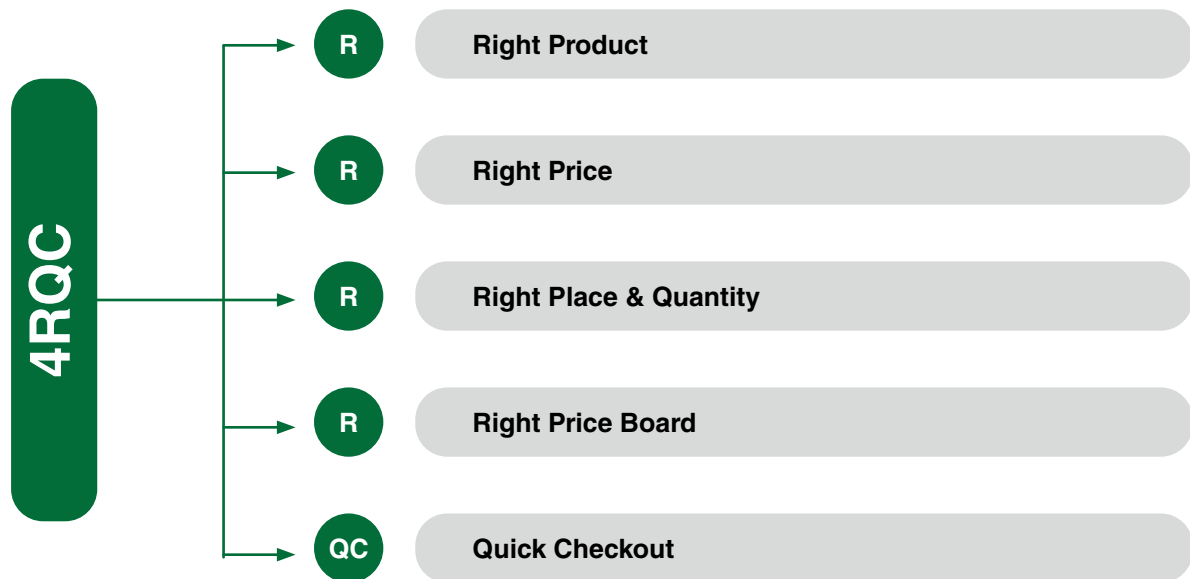 4RQC
R
Right Product
R
Right Price
R
Right Place & Quantity
R
Right Price Board
QC
Quick Checkout